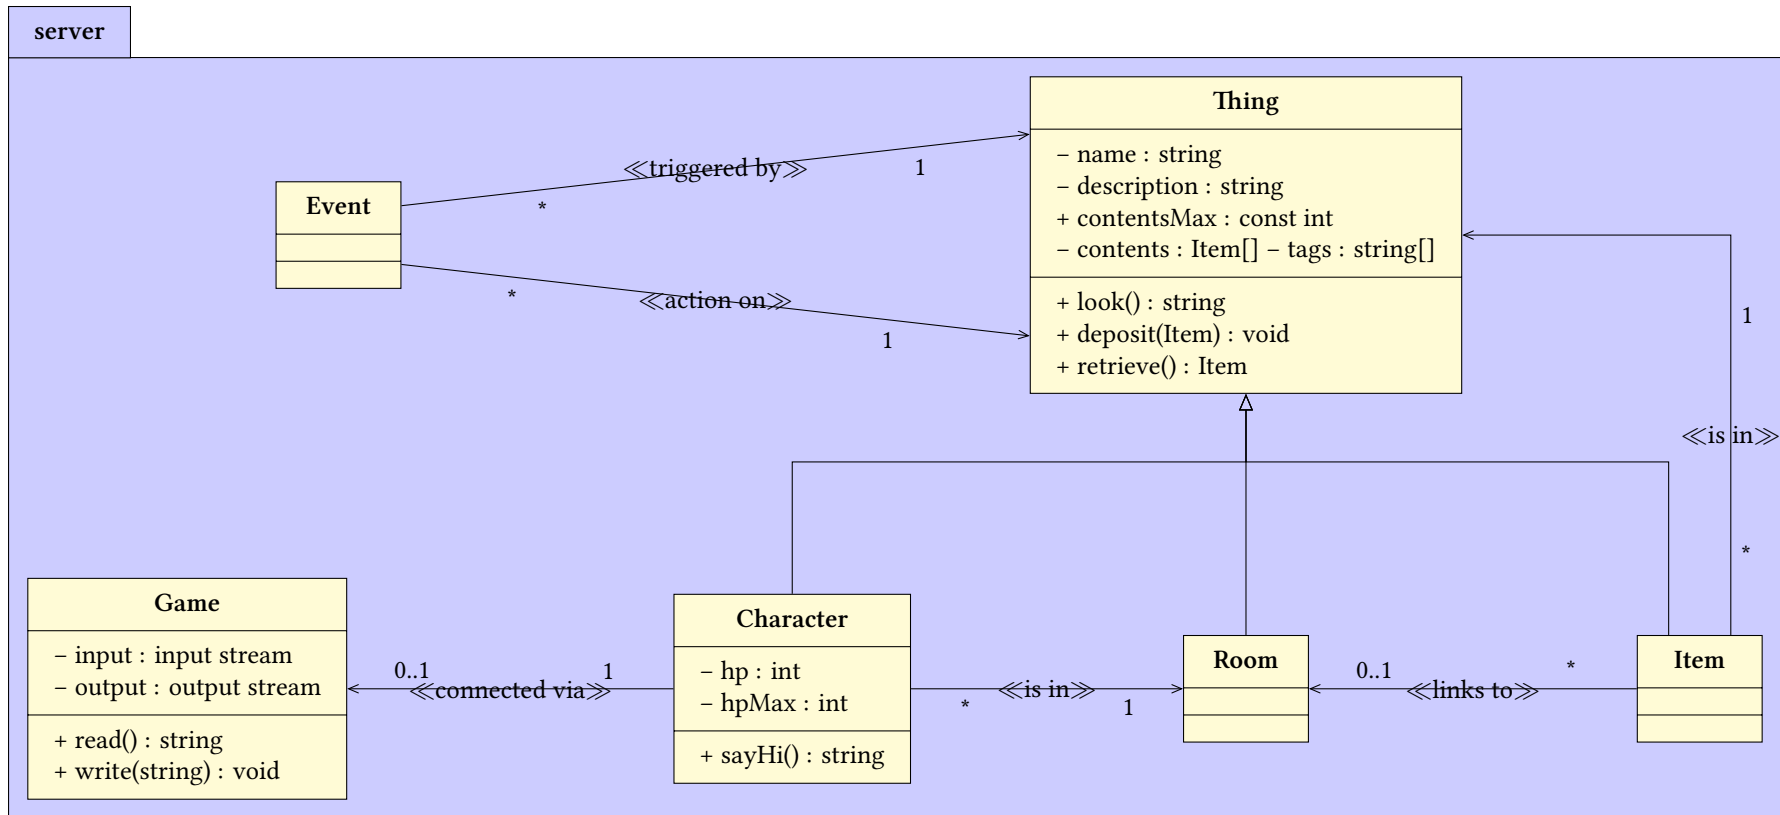 server
Thing
– name : string
– description : string
+ contentsMax : const int
– contents : Item[] – tags : string[]
+ look() : string
+ deposit(Item) : void
+ retrieve() : Item
Event
≪triggered by≫
*
1
≪action on≫
*
1
1
≪is in≫
*
Game
– input : input stream
– output : output stream
+ read() : string
+ write(string) : void
0..1
≪connected via≫
1
Character
– hp : int
– hpMax : int
+ sayHi() : string
*
≪is in≫
1
Room
0..1
≪links to≫
*
Item